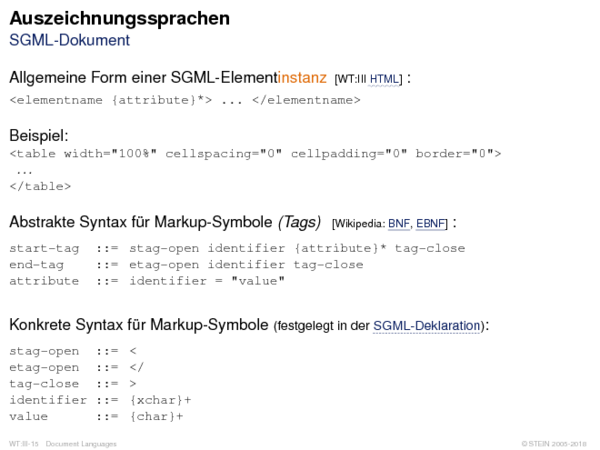 Auszeichnungssprachen
SGML-Dokument
Allgemeine Form einer SGML-Elementinstanz [WT:III HTML] :
<elementname {attribute}*> ... </elementname>
Beispiel:
<table width="100%" cellspacing="0" cellpadding="0" border="0">
...
</table>
Abstrakte Syntax für Markup-Symbole (Tags) [Wikipedia: BNF, EBNF] :
start-tag ::= stag-open identifier {attribute}* tag-close
end-tag ::= etag-open identifier tag-close
attribute ::= identifier = "value"
Konkrete Syntax für Markup-Symbole (festgelegt in der SGML-Deklaration):
stag-open ::= <
etag-open ::= </
tag-close ::= >
identifier ::= {xchar}+
value ::= {char}+
WT:III-15 Document Languages © STEIN 2005-2018